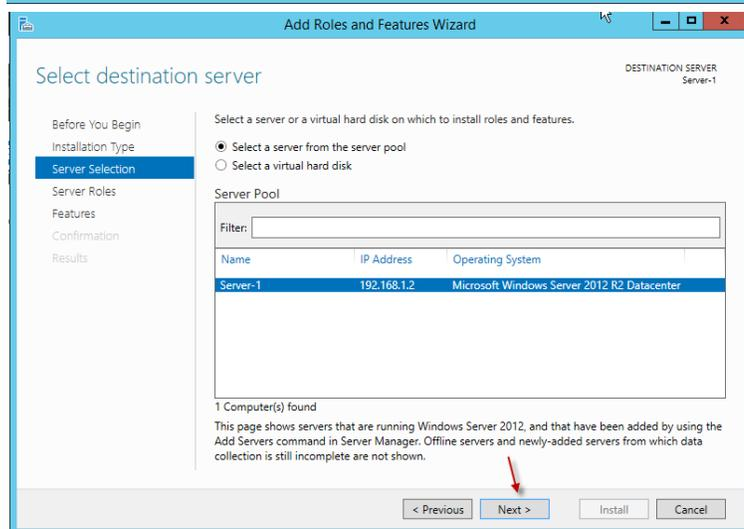 Add Roles and Features Wizard
Select destination server
DESTINATION SERVER
Server-1
Before You Begin
Installation Type
Server Selection
Server Roles
Features
Confirmation
Results
Select a server or a virtual hard disk on which to install roles and features.
Select a server from the server pool
Select a virtual hard disk
Server Pool
Filter:
Name IP Address Operating System
Server-1 192.168.1.2 Microsoft Windows Server 2012 R2 Datacenter
1 Computer(s) found
This page shows servers that are running Windows Server 2012, and that have been added by using the
Add Servers command in Server Manager. Offline servers and newly-added servers from which data
collection is still incomplete are not shown.
< Previous Next > Install Cancel